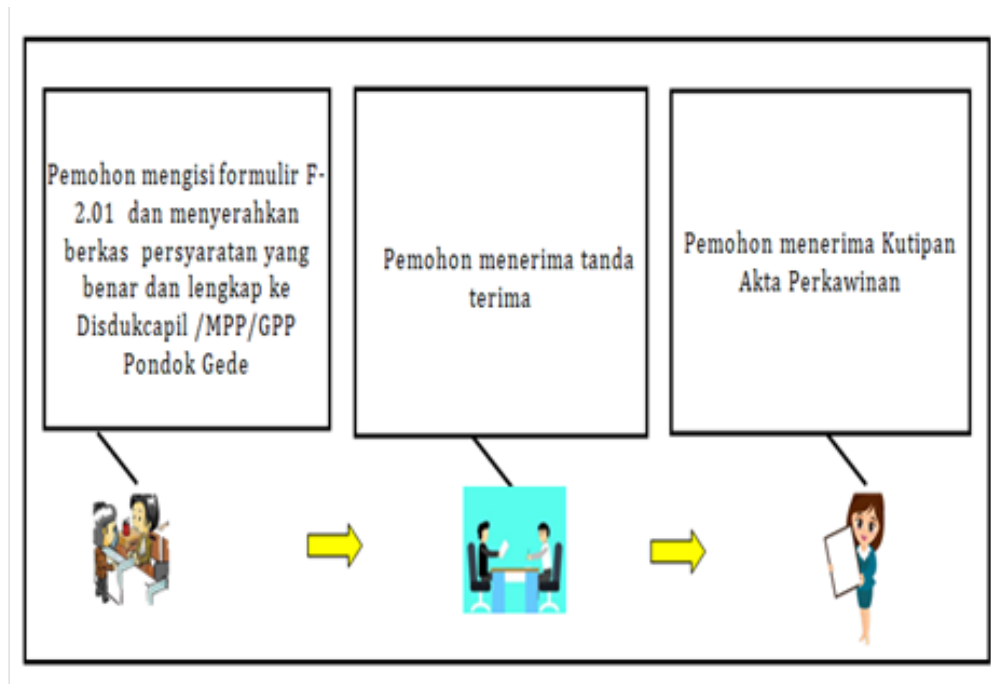 Pemohon mengisi formulir F-
2.01 dan menyerahkan
berkas persyaratan yang
benar dan lengkap ke
Disdukcapil /MPP/GPP
Pondok Gede
Pemohon menerima tanda
terima
Pemohon menerima Kutipan
Akta Perkawinan